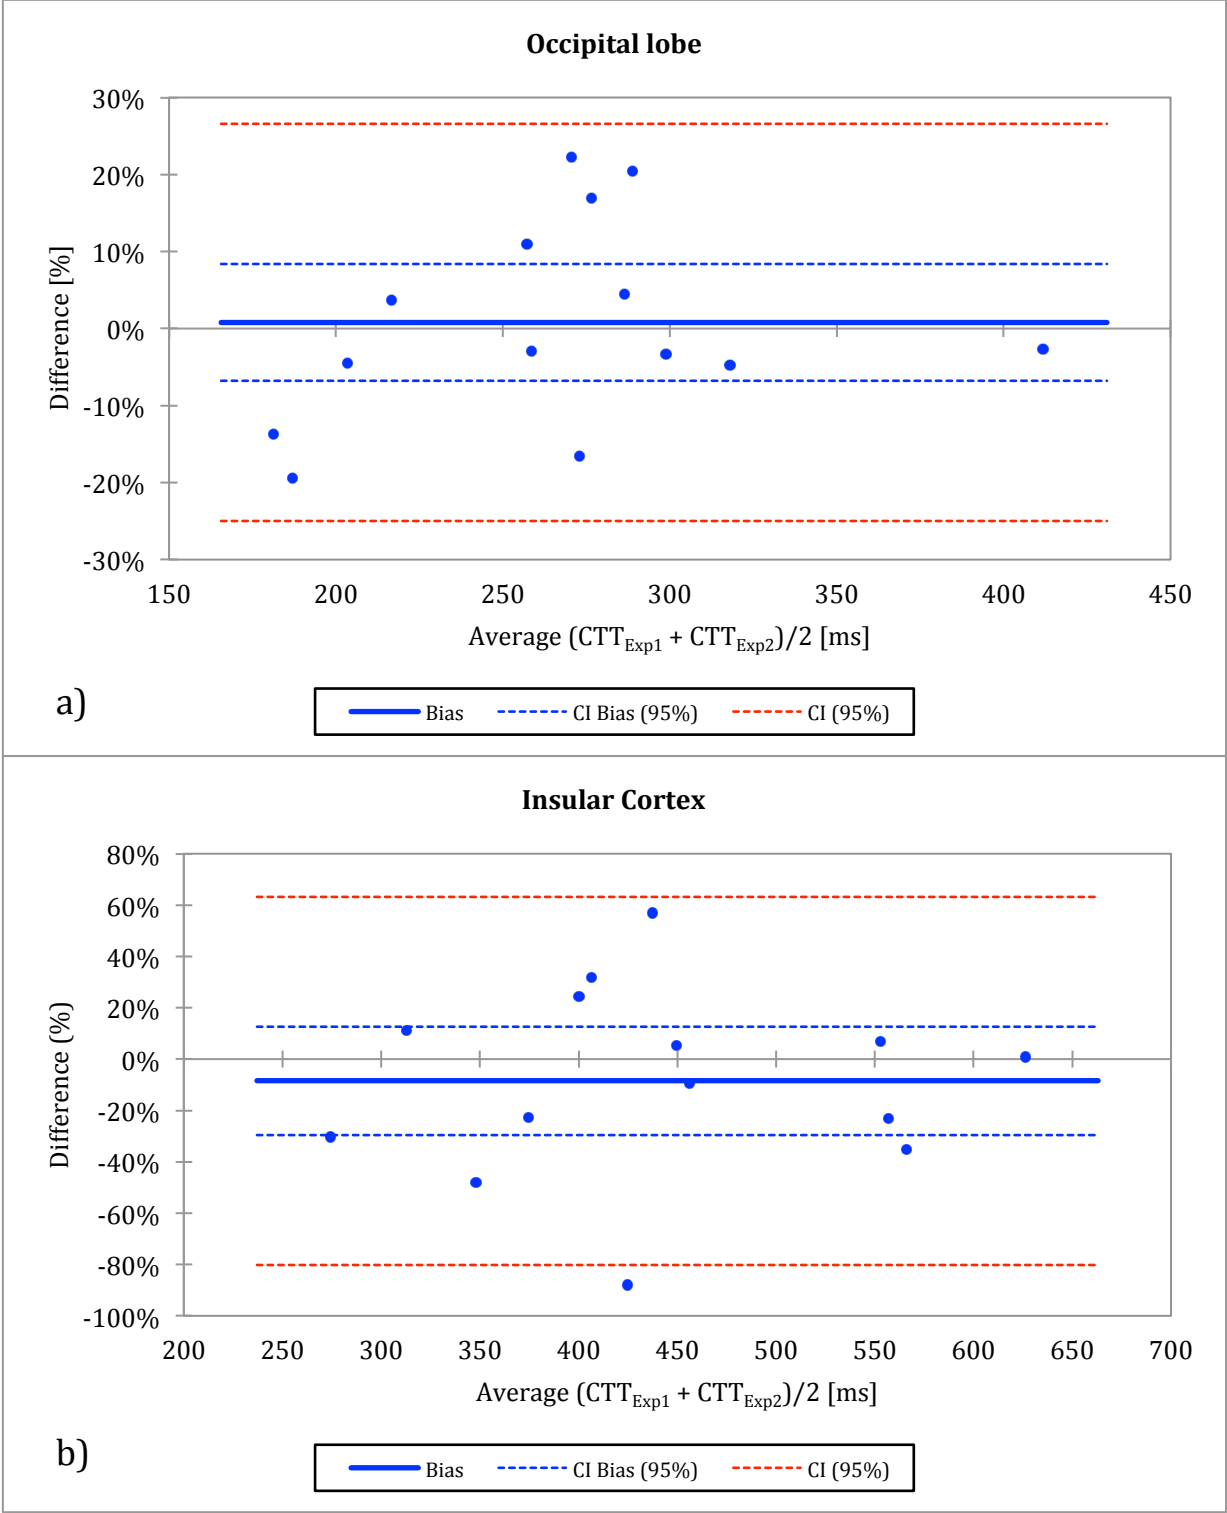 Occipital lobe
30%
20%
10%
0%
-10%
-20%
-30%
Difference [%]
150 200 250 300 350 400 450
Average (CTTExp1 + CTTExp2)/2 [ms]
a)
Bias CI Bias (95%) CI (95%)
Insular Cortex
80%
60%
40%
20%
0%
-20%
-40%
-60%
-80%
-100%
Difference (%)
200 250 300 350 400 450 500 550 600 650 700
Average (CTTExp1 + CTTExp2)/2 [ms]
b)
Bias CI Bias (95%) CI (95%)